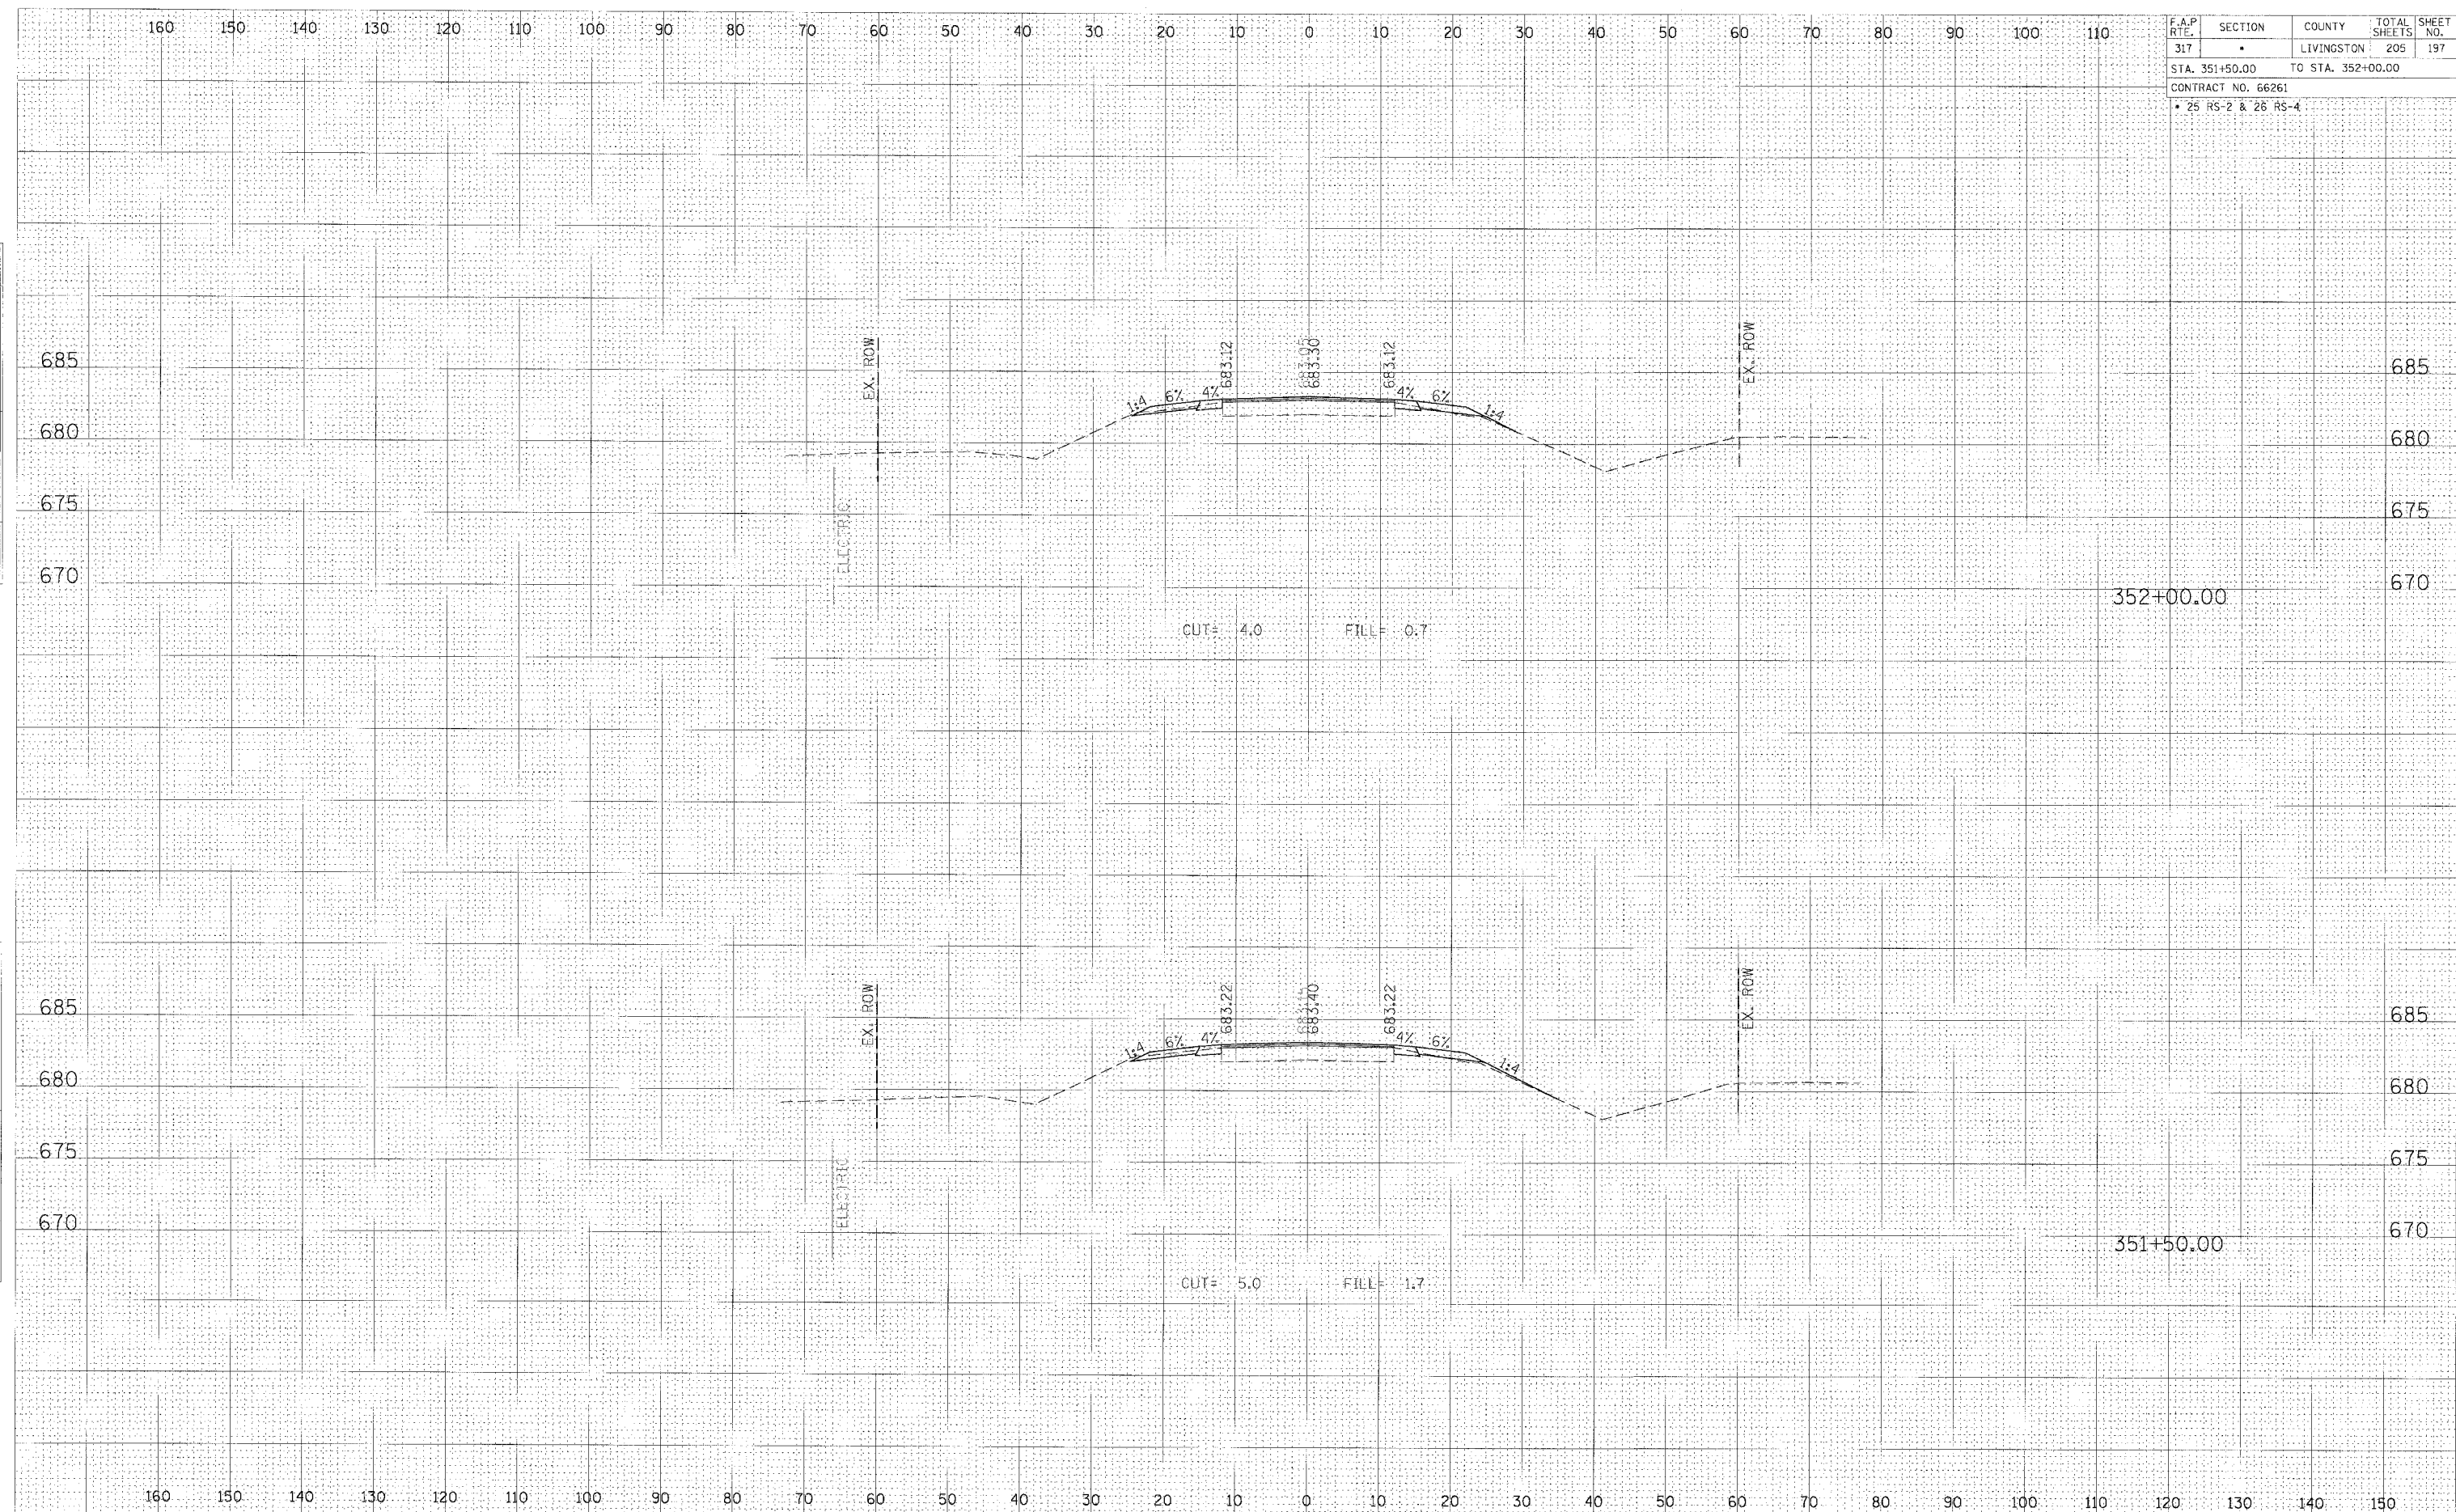 160 150 140 130 120 110 100 90 80 70 60 50 40 30 20 10 0 10 20 30 40 50 60 70 80 90 100 110
F.A.P RTE. SECTION COUNTY TOTAL SHEETS SHEET NO.
317 * LIVINGSTON 205 197
STA. 351+50.00 TO STA. 352+00.00
CONTRACT NO. 66261
* 25 RS-2 & 26 RS-4
EX. ROW
683.12
683.30
683.12
EX. ROW
685 685
1:4 6% 4% 4% 6% 1:4
680 680
675 675
ELECTRIC
670 670
352+00.00
CUT= 4.0 FILL= 0.7
EX. ROW
683.22
683.40
683.22
EX. ROW
685 685
1:4 6% 4% 4% 6% 1:4
680 680
675 675
ELECTRIC
670 670
351+50.00
CUT= 5.0 FILL= 1.7
160 150 140 130 120 110 100 90 80 70 60 50 40 30 20 10 0 10 20 30 40 50 60 70 80 90 100 110 120 130 140 150